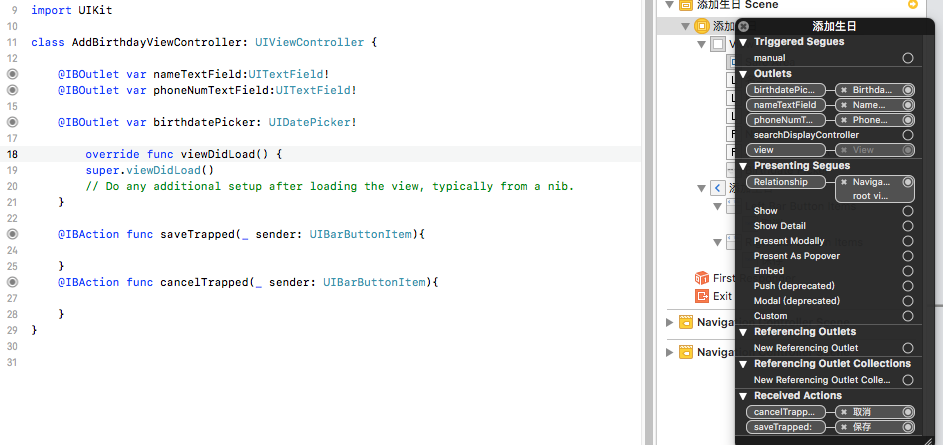 9 import UIKit
10
11 class AddBirthdayViewController: UIViewController {
12
@IBOutlet var nameTextField:UITextField!
@IBOutlet var phoneNumTextField:UITextField!
15
@IBOutlet var birthdatePicker: UIDatePicker!
17
18 override func viewDidLoad() {
19 super.viewDidLoad()
20 // Do any additional setup after loading the view, typically from a nib.
21 }
22
@IBAction func saveTrapped(_ sender: UIBarButtonItem){
24
25 }
@IBAction func cancelTrapped(_ sender: UIBarButtonItem){
27
28 }
29 }
30
31
添加生日 Scene
添加
V
L
L
L
F
F
添
First
Exit
Naviga
Naviga
添加生日
Triggered Segues
manual
Outlets
birthdatePic... Birthda...
nameTextField Name...
phoneNumT... Phone...
searchDisplayController
view View
Presenting Segues
Relationship Naviga...
root vi...
Show
Show Detail
Present Modally
Present As Popover
Embed
Push (deprecated)
Modal (deprecated)
Custom
Referencing Outlets
New Referencing Outlet
Referencing Outlet Collections
New Referencing Outlet Colle...
Received Actions
cancelTrapp... 取消
saveTrapped: 保存